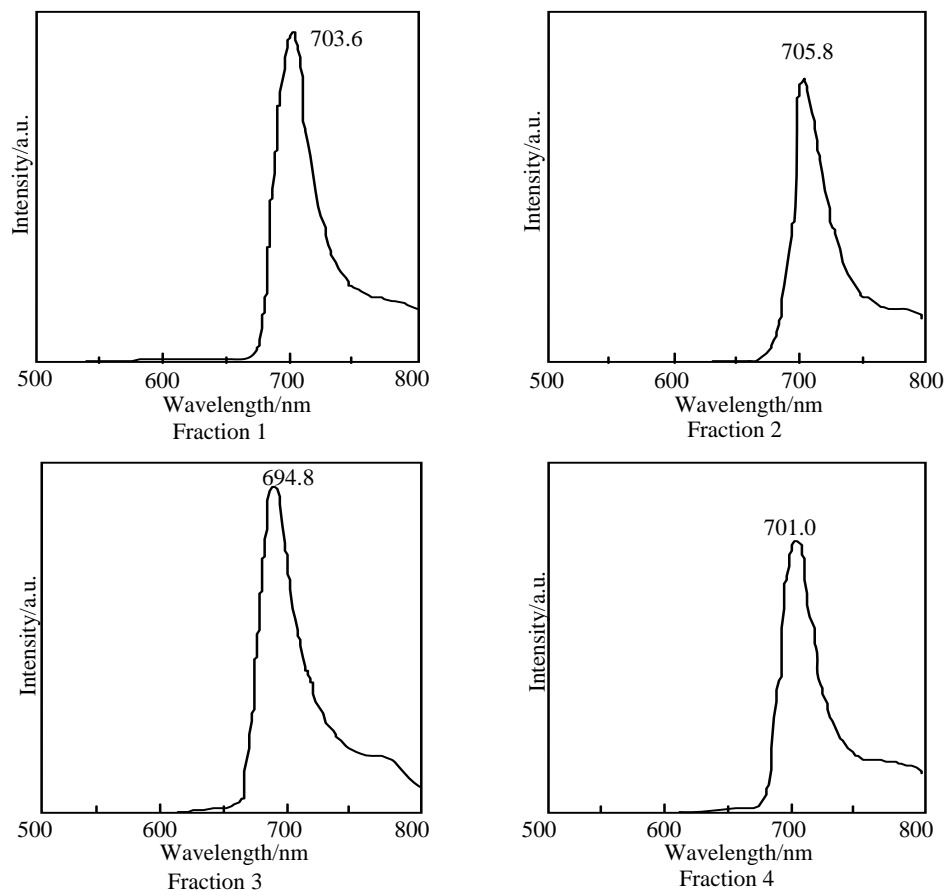 703.6
Intensity/a.u.
500 600 700 800
Wavelength/nm
Fraction 1
705.8
Intensity/a.u.
500 600 700 800
Wavelength/nm
Fraction 2
694.8
Intensity/a.u.
500 600 700 800
Wavelength/nm
Fraction 3
701.0
Intensity/a.u.
500 600 700 800
Wavelength/nm
Fraction 4